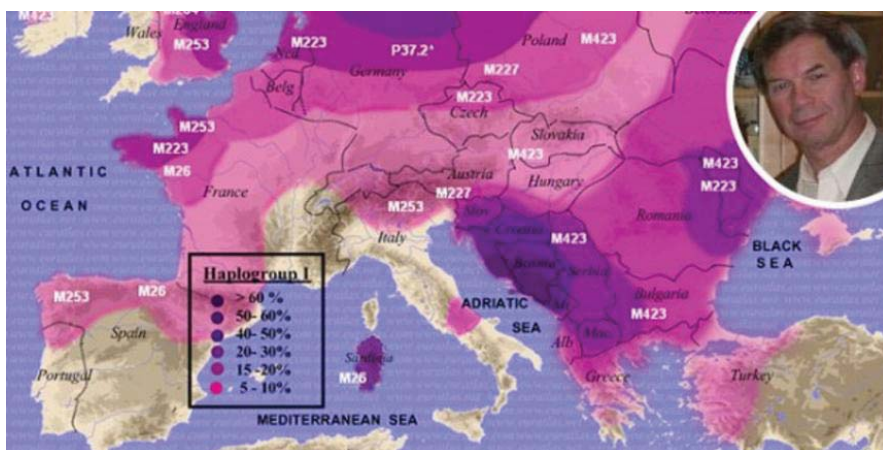 M423
M284
England
Wales
M253
Ned
M223
P37.2*
Poland
M423
Germany
M227
Belg
M223
Czech
M253
Slovakia
M223
M423
M423
ATLANTIC
M26
Austria
M223
Hungary
OCEAN
France
M227
Romania
M253
Slov
Italy
Croatia
M423
BLACK
SEA
Haplogroup I
Bosnia
Serbia
M253
M26
> 60 %
ADRIATIC
Bulgaria
50- 60%
SEA
M423
Spain
40- 50%
Mac.
20- 30%
Alb
Sardinia
Portugal
15 -20%
M26
Greece
Turkey
5 - 10%
MEDITERRANEAN SEA